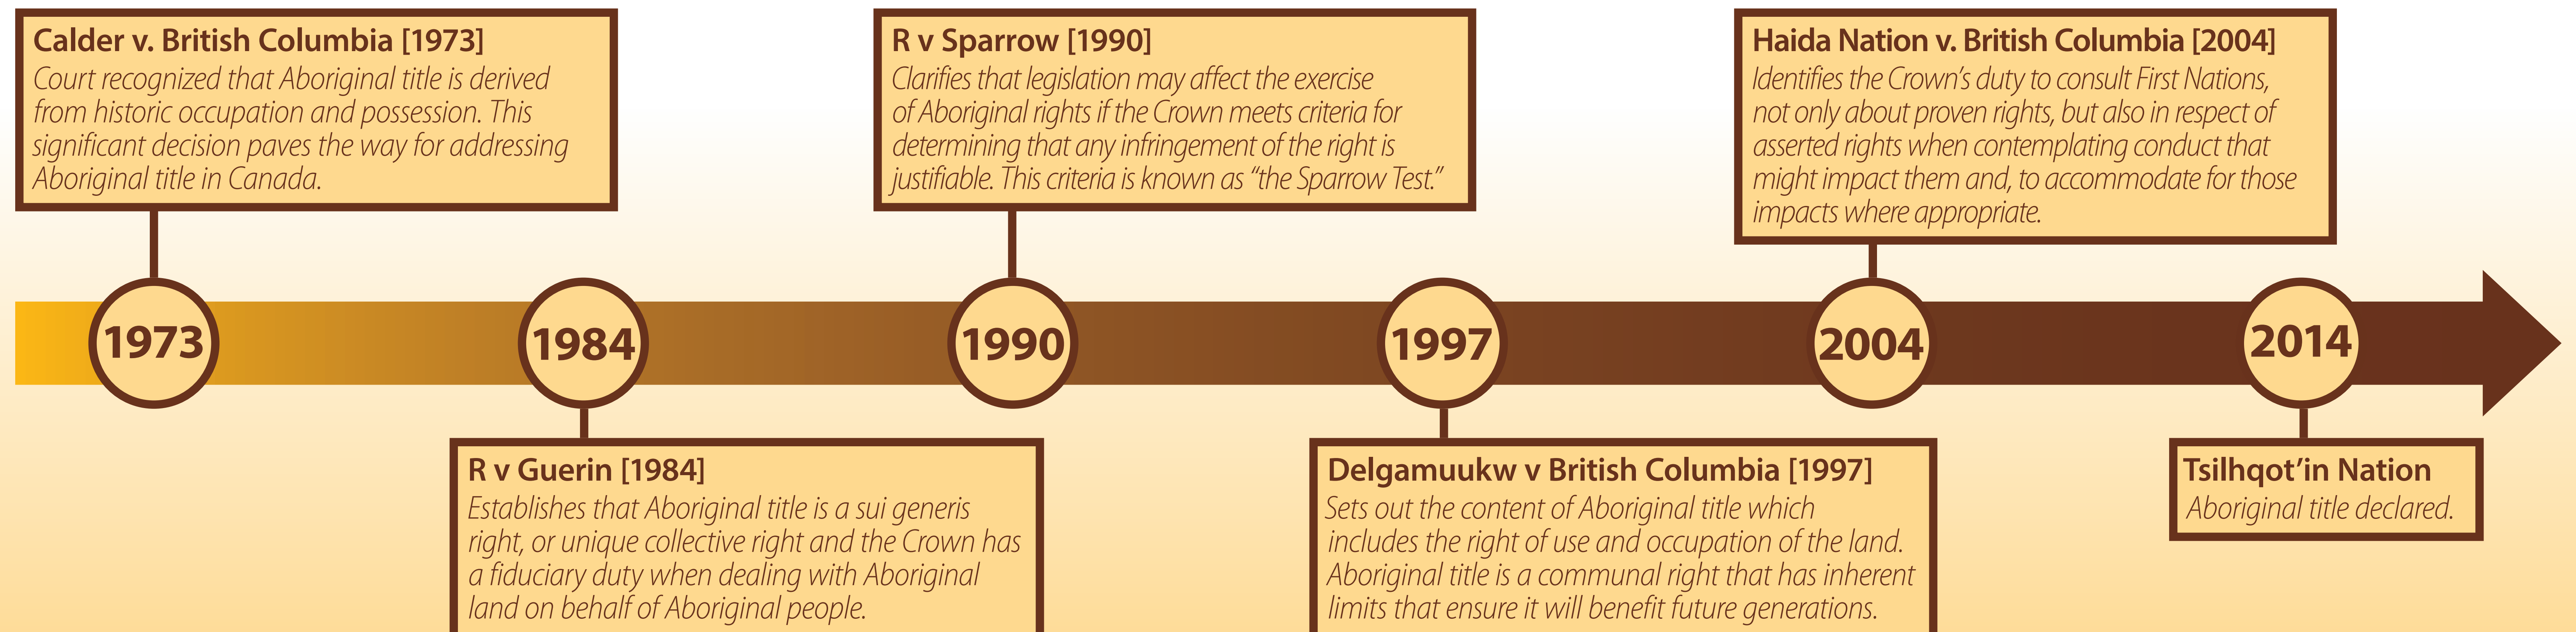 Calder v. British Columbia [1973]
Court recognized that Aboriginal title is derived
from historic occupation and possession. This
significant decision paves the way for addressing
Aboriginal title in Canada.
R v Sparrow [1990]
Clarifies that legislation may affect the exercise
of Aboriginal rights if the Crown meets criteria for
determining that any infringement of the right is
justifiable. This criteria is known as “the Sparrow Test.”
Haida Nation v. British Columbia [2004]
Identifies the Crown’s duty to consult First Nations,
not only about proven rights, but also in respect of
asserted rights when contemplating conduct that
might impact them and, to accommodate for those
impacts where appropriate.
1973
1984
1990
1997
2004
2014
R v Guerin [1984]
Establishes that Aboriginal title is a sui generis
right, or unique collective right and the Crown has
a fiduciary duty when dealing with Aboriginal
land on behalf of Aboriginal people.
Delgamuukw v British Columbia [1997]
Sets out the content of Aboriginal title which
includes the right of use and occupation of the land.
Aboriginal title is a communal right that has inherent
limits that ensure it will benefit future generations.
Tsilhqot’in Nation
Aboriginal title declared.